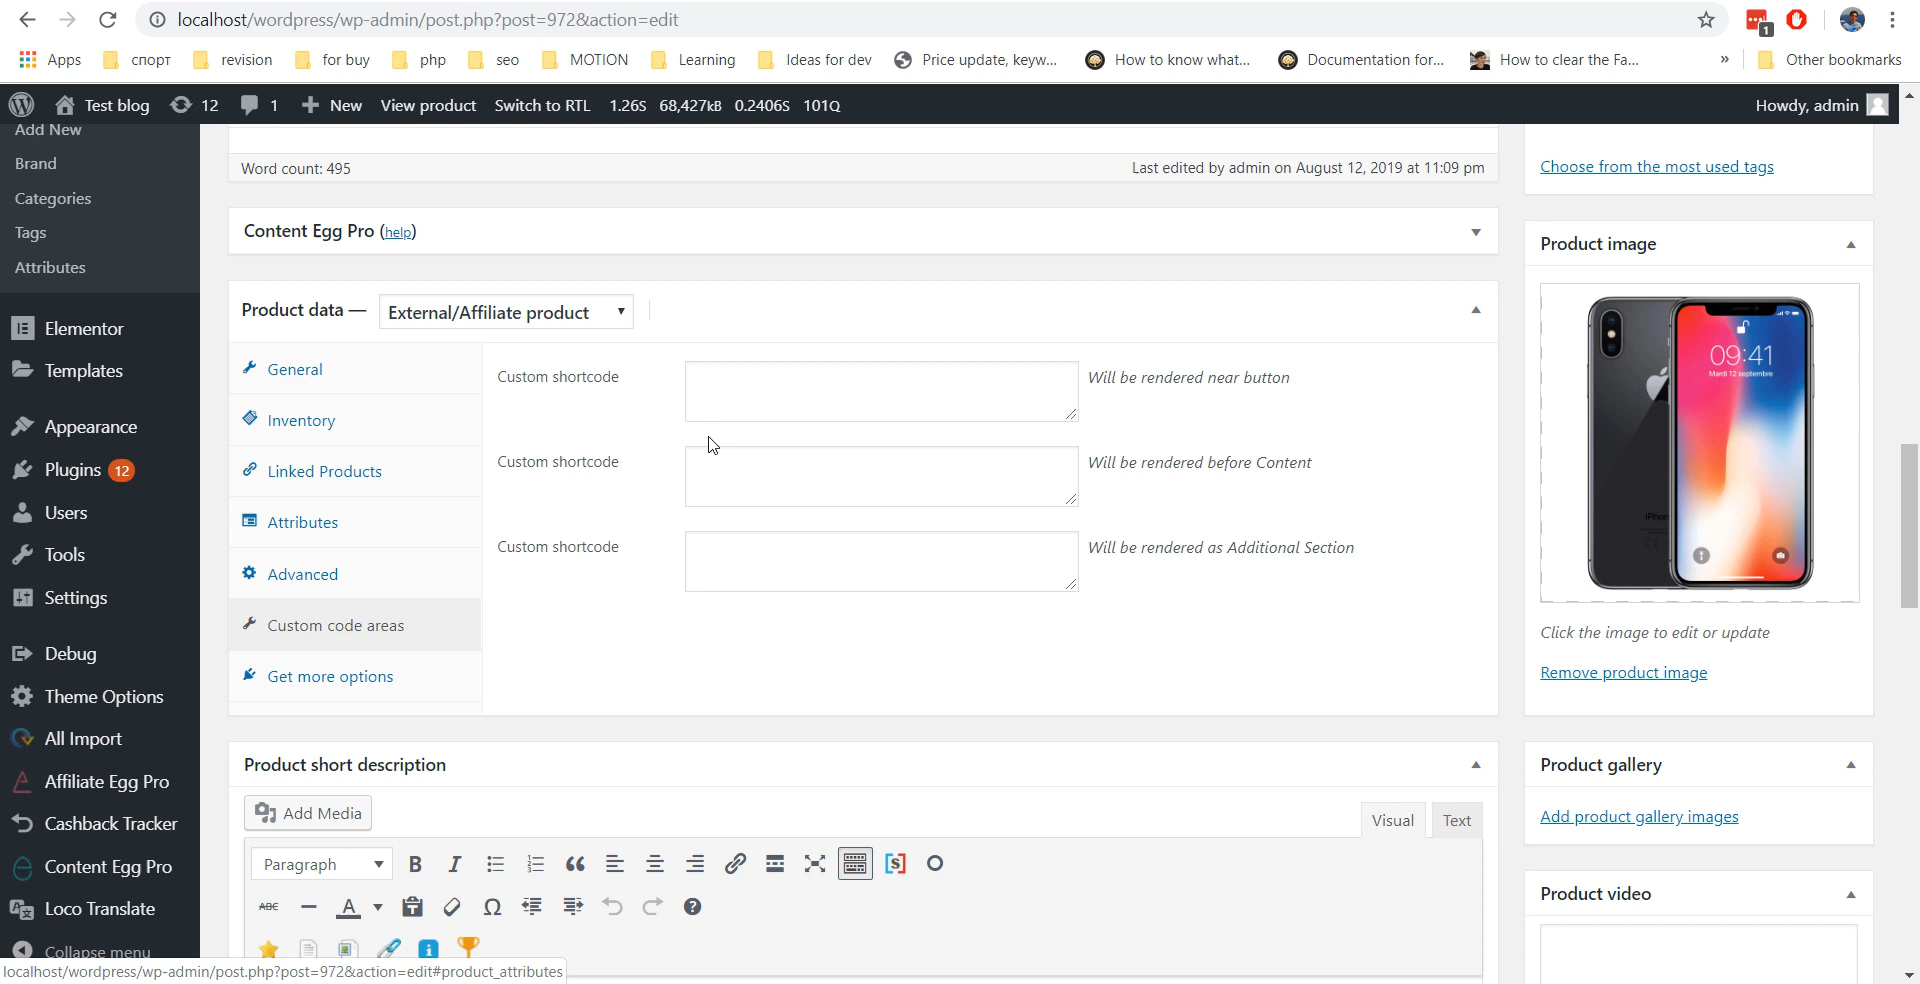 localhost/wordpress/wp-admin/post.php?post=972&action=edit
1
Apps
спорт
revision
for buy
php
seo
MOTION
Learning
Ideas for dev
Price update, keyw...
How to know what...
Documentation for...
How to clear the Fa...
»
Other bookmarks
Test blog
12
1
New
View product
Switch to RTL
1.26S 68,427KB 0.2406S 101Q
Howdy, admin
Add New
Brand
Categories
Tags
Attributes
Elementor
Templates
Appearance
Plugins 12
Users
Tools
Settings
Debug
Theme Options
All Import
Affiliate Egg Pro
Cashback Tracker
Content Egg Pro
Loco Translate
Collapse menu
Word count: 495
Last edited by admin on August 12, 2019 at 11:09 pm
Content Egg Pro (help)
Product data —
External/Affiliate product
General
Inventory
Linked Products
Attributes
Advanced
Custom code areas
Get more options
Custom shortcode
Will be rendered near button
Custom shortcode
Will be rendered before Content
Custom shortcode
Will be rendered as Additional Section
Product short description
Add Media
Visual
Text
Paragraph
B I
[S]
ABC
A
Ω
?
i
Choose from the most used tags
Product image
09:41
Mardi 12 septembre
iPhon
Click the image to edit or update
Remove product image
Product gallery
Add product gallery images
Product video
localhost/wordpress/wp-admin/post.php?post=972&action=edit#product_attributes